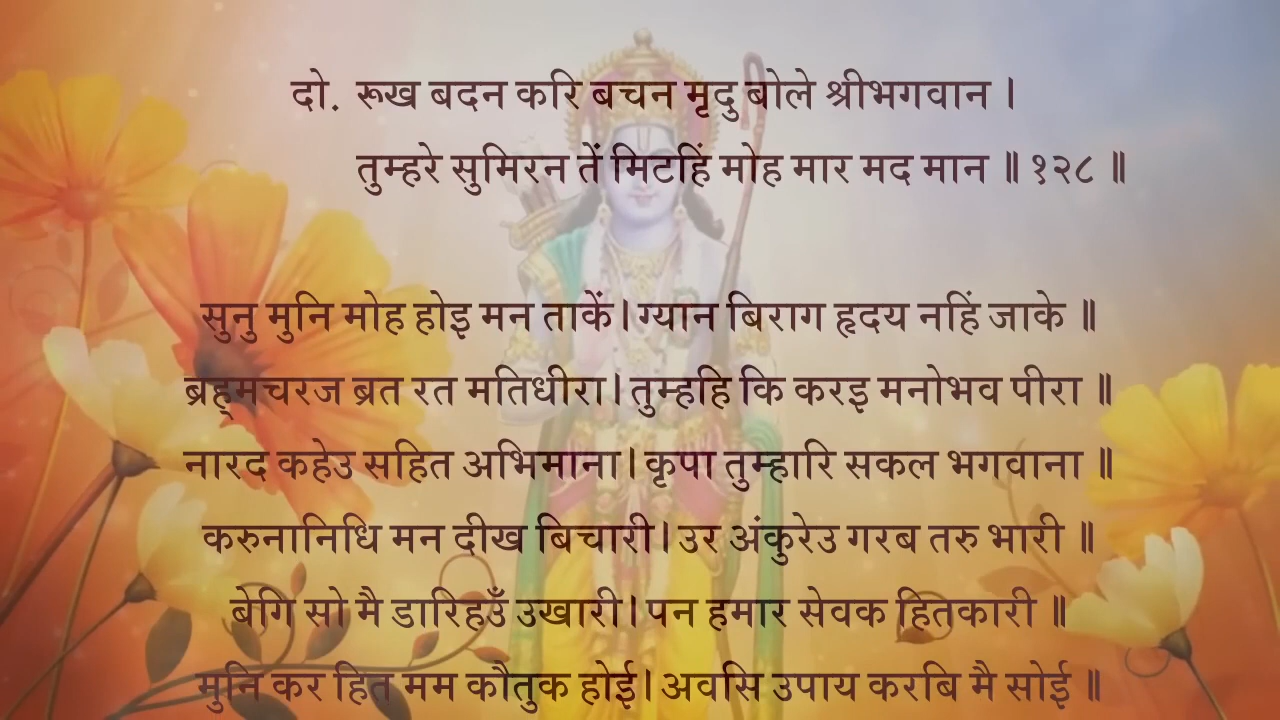 दो. रूख बदन करि बचन मृदु बोले श्रीभगवान ।
तुम्हरे सुमिरन तें मिटहिं मोह मार मद मान ॥ १२८ ॥
सुनु मुनि मोह होइ मन ताकें। ग्यान बिराग हृदय नहिं जाके ॥
ब्रह्मचरज ब्रत रत मतिधीरा। तुम्हहि कि करइ मनोभव पीरा ॥
नारद कहेउ सहित अभिमाना। कृपा तुम्हारि सकल भगवाना ॥
करुनानिधि मन दीख बिचारी। उर अंकुरेउ गरब तरु भारी ॥
बेगि सो मै डारिहउँ उखारी। पन हमार सेवक हितकारी ॥
मुनि कर हित मम कौतुक होई। अवसि उपाय करबि मै सोई ॥